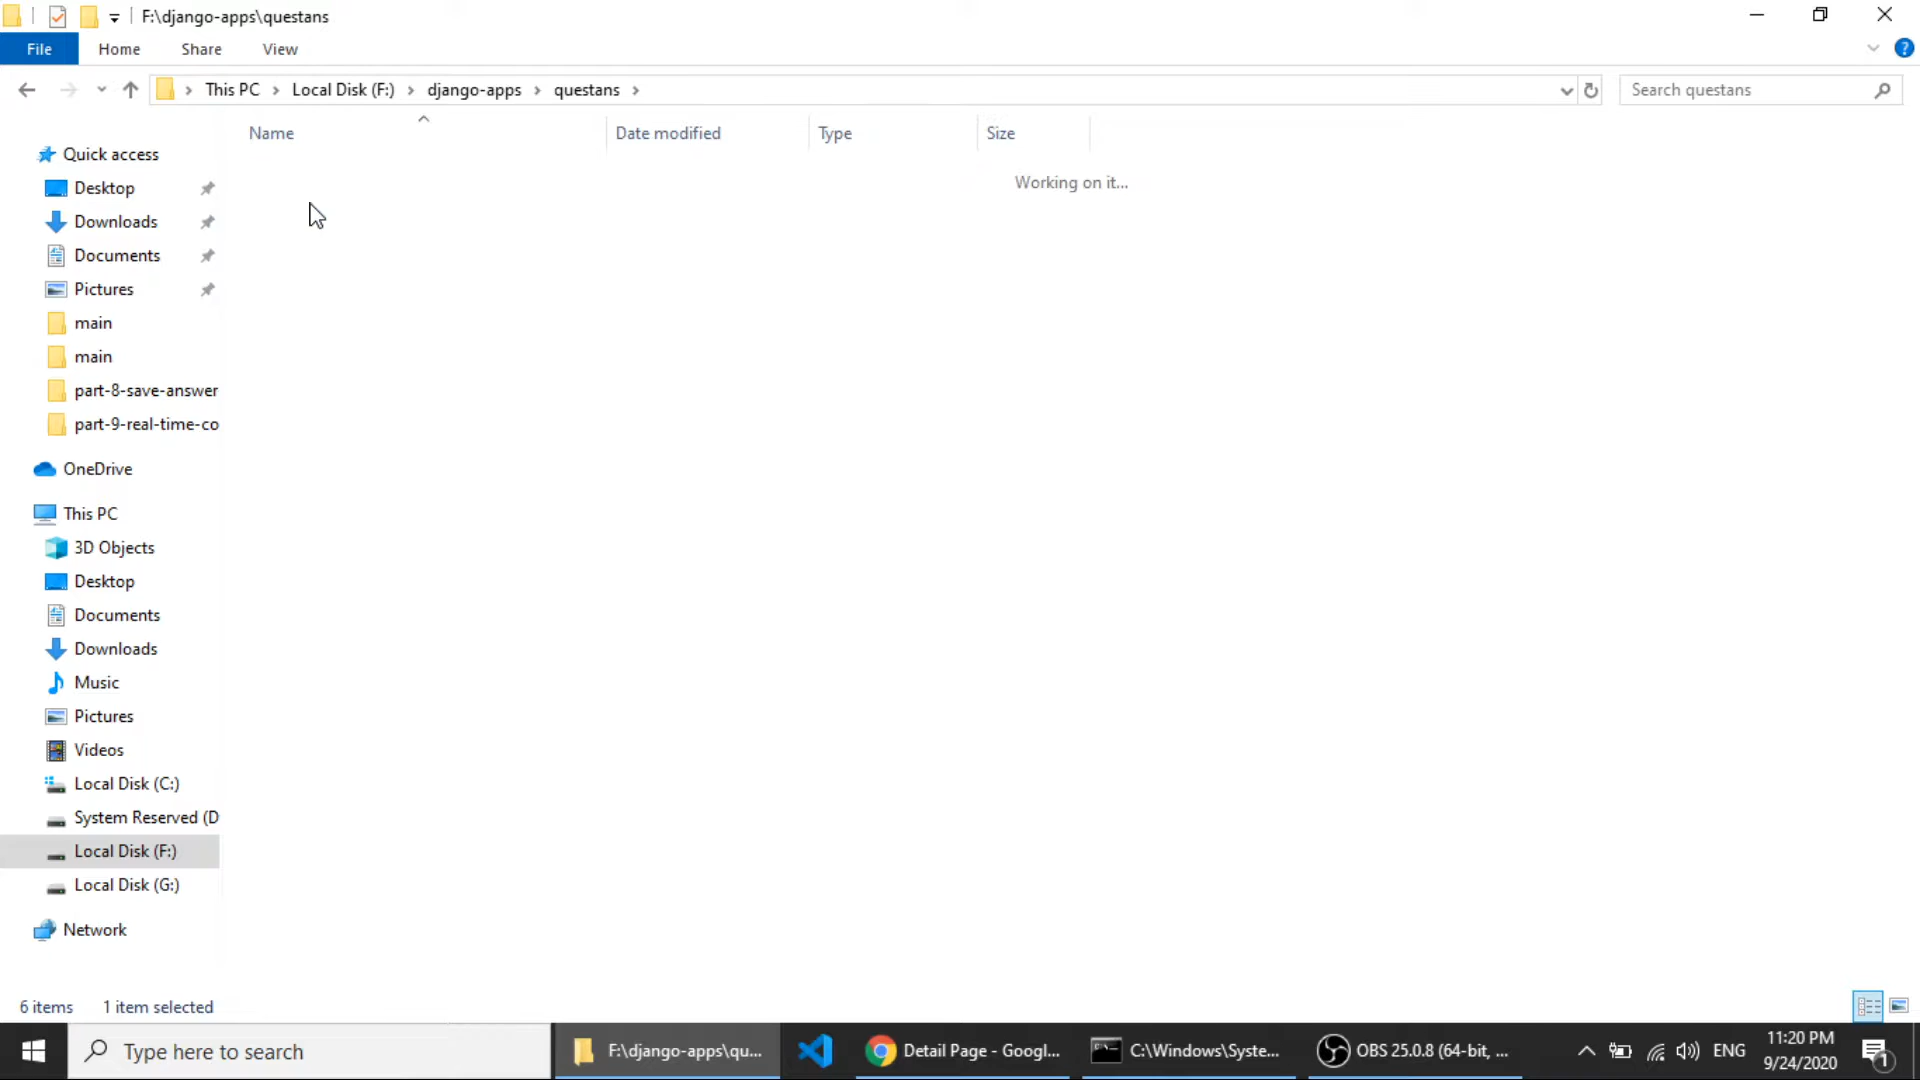 F:\django-apps\questans
File Home Share View ?
This PC Local Disk (F:) django-apps questans Search questans
Name Date modified Type Size
Working on it...
Quick access
Desktop
Downloads
Documents
Pictures
main
main
part-8-save-answer
part-9-real-time-co
OneDrive
This PC
3D Objects
Desktop
Documents
Downloads
Music
Pictures
Videos
Local Disk (C:)
System Reserved (D
Local Disk (F:)
Local Disk (G:)
Network
6 items 1 item selected
Type here to search F:\django-apps\qu... Detail Page - Googl... C:\Windows\Syste... OBS 25.0.8 (64-bit, ... ENG 11:20 PM
9/24/2020 1